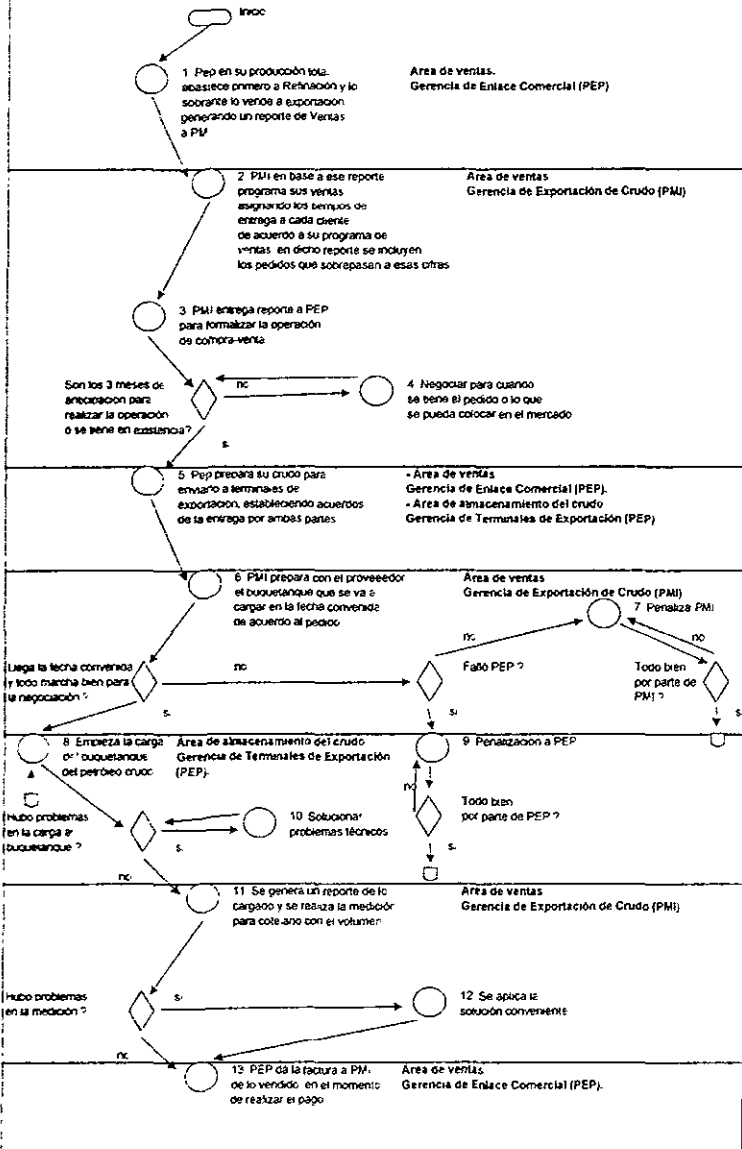 Inicio
1 Pep en su producción total
abastece primero a Refinación y lo
sobrante lo vende a exportación
generando un reporte de Ventas
a PMI
Area de ventas.
Gerencia de Enlace Comercial (PEP)
2 PMI en base a ese reporte
programa sus ventas
asignando los tiempos de
entrega a cada cliente
de acuerdo a su programa de
ventas en dicho reporte se incluyen
los pedidos que sobrepasan a esas cifras
Area de ventas
Gerencia de Exportación de Crudo (PMI)
3 PMI entrega reporte a PEP
para formalizar la operación
de compra-venta
Son los 3 meses de
anticipación para
realizar la operación
o se tiene en existencia?
no
4 Negociar para cuando
se tiene el pedido o lo que
se pueda colocar en el mercado
s.
5 Pep prepara su crudo para
enviarlo a terminales de
exportación, estableciendo acuerdos
de la entrega por ambas partes
- Area de ventas
Gerencia de Enlace Comercial (PEP).
- Area de almacenamiento del crudo
Gerencia de Terminales de Exportación (PEP)
6 PMI prepara con el proveeedor
el buquetanque que se va a
cargar en la fecha convenida
de acuerdo al pedido
Area de ventas
Gerencia de Exportación de Crudo (PMI)
7 Penaliza PMI
no
no
Llega la fecha convenida
y todo marcha bien para
la negociación ?
no
Falló PEP ?
Todo bien
por parte de
PMI ?
s.
si
s
8 Empieza la carga
del buquetanque
del petróleo crudo
Area de almacenamiento del crudo
Gerencia de Terminales de Exportación
(PEP).
9 Penalización a PEP
no
Hubo problemas
en la carga al
buquetanque ?
s.
10 Solucionar
problemas técnicos
Todo bien
por parte de PEP ?
s.
no
11 Se genera un reporte de lo
cargado y se realiza la medición
para cotejarlo con el volumen
Area de ventas
Gerencia de Exportación de Crudo (PMI)
Hubo problemas
en la medición ?
si
12 Se aplica la
solución conveniente
no
13 PEP da la factura a PMI
de lo vendido en el momento
de realizar el pago
Area de ventas
Gerencia de Enlace Comercial (PEP).